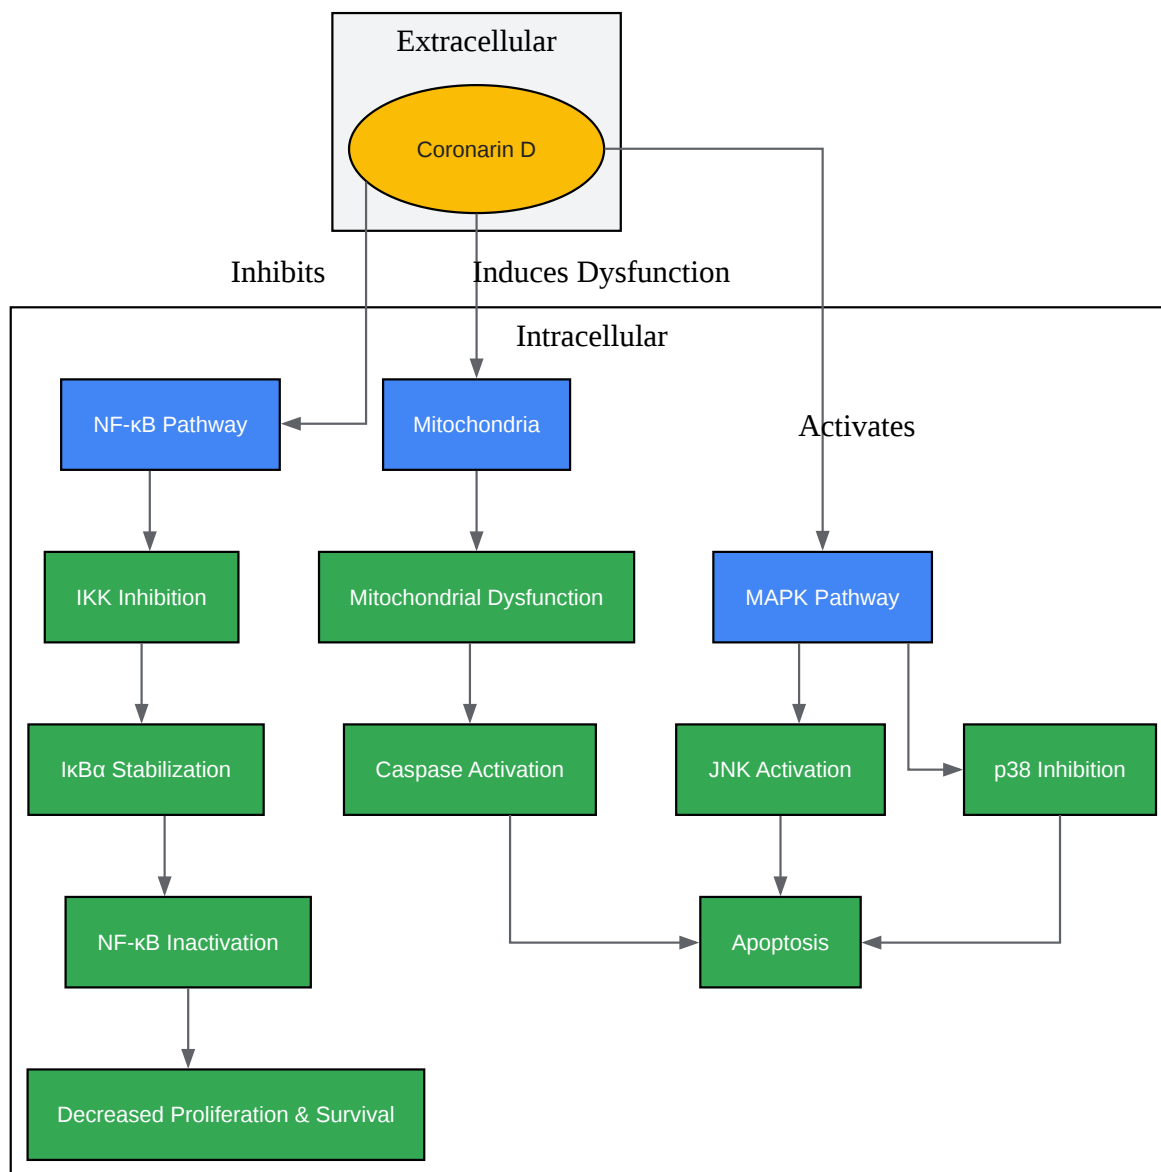 Extracellular
Coronarin D
Inhibits
Induces Dysfunction
Intracellular
NF-κB Pathway
Mitochondria
Activates
IKK Inhibition
Mitochondrial Dysfunction
MAPK Pathway
IκBα Stabilization
Caspase Activation
JNK Activation
p38 Inhibition
NF-κB Inactivation
Apoptosis
Decreased Proliferation & Survival